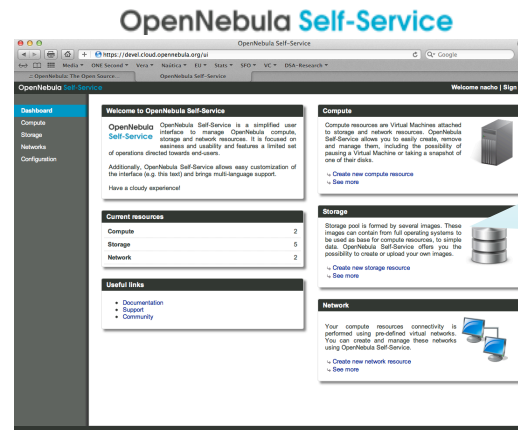 OpenNebula Self-Service
OpenNebula Self-Service
https://devel.cloud.opennebula.org/ui
Google
Media
ONE Second
Vera
Naútica
EU
Stats
SFO
VC
DSA-Research
OpenNebula: The Open Source...
OpenNebula Self-Service
OpenNebula Self-Service
Welcome nacho | Sign
Dashboard
Compute
Storage
Networks
Configuration
Welcome to OpenNebula Self-Service
OpenNebula Self-Service
OpenNebula Self-Service is a simplified user
interface to manage OpenNebula compute,
storage and network resources. It is focused on
easiness and usability and features a limited set
of operations directed towards end-users.
Additionally, OpenNebula Self-Service allows easy customization of
the interface (e.g. this text) and brings multi-language support.
Have a cloudy experience!
Current resources
Compute 2
Storage 5
Network 2
Useful links
Documentation
Support
Community
Compute
Compute resources are Virtual Machines attached
to storage and network resources. OpenNebula
Self-Service allows you to easily create, remove
and manage them, including the possibility of
pausing a Virtual Machine or taking a snapshot of
one of their disks.
Create new compute resource
See more
Storage
Storage pool is formed by several images. These
images can contain from full operating systems to
be used as base for compute resources, to simple
data. OpenNebula Self-Service offers you the
possibility to create or upload your own images.
Create new storage resource
See more
Network
Your compute resources connectivity is
performed using pre-defined virtual networks.
You can create and manage these networks
using OpenNebula Self-Service.
Create new network resource
See more